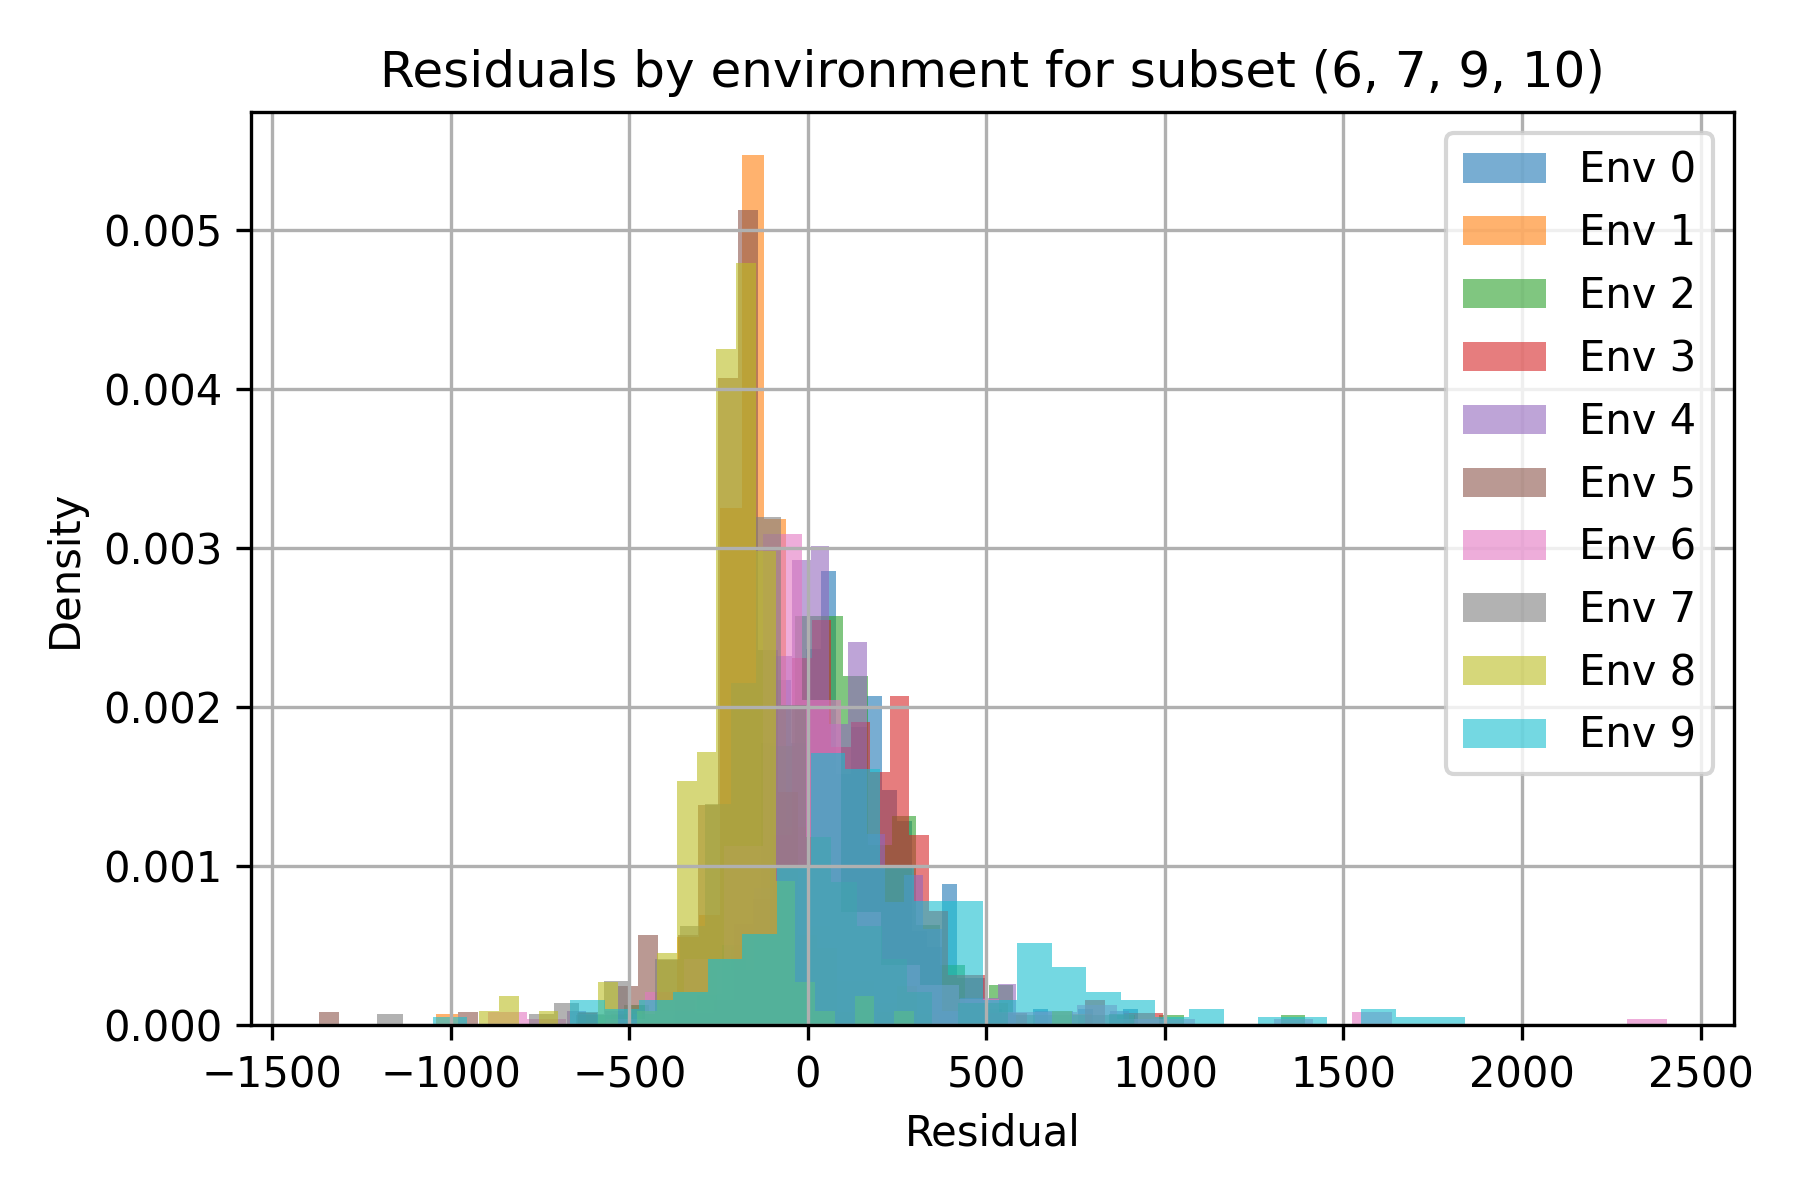 Residuals by environment for subset (6, 7, 9, 10)
Density
0.005
0.004
0.003
0.002
0.001
0.000
−1500 −1000 −500 0 500 1000 1500 2000 2500
Residual
Env 0
Env 1
Env 2
Env 3
Env 4
Env 5
Env 6
Env 7
Env 8
Env 9